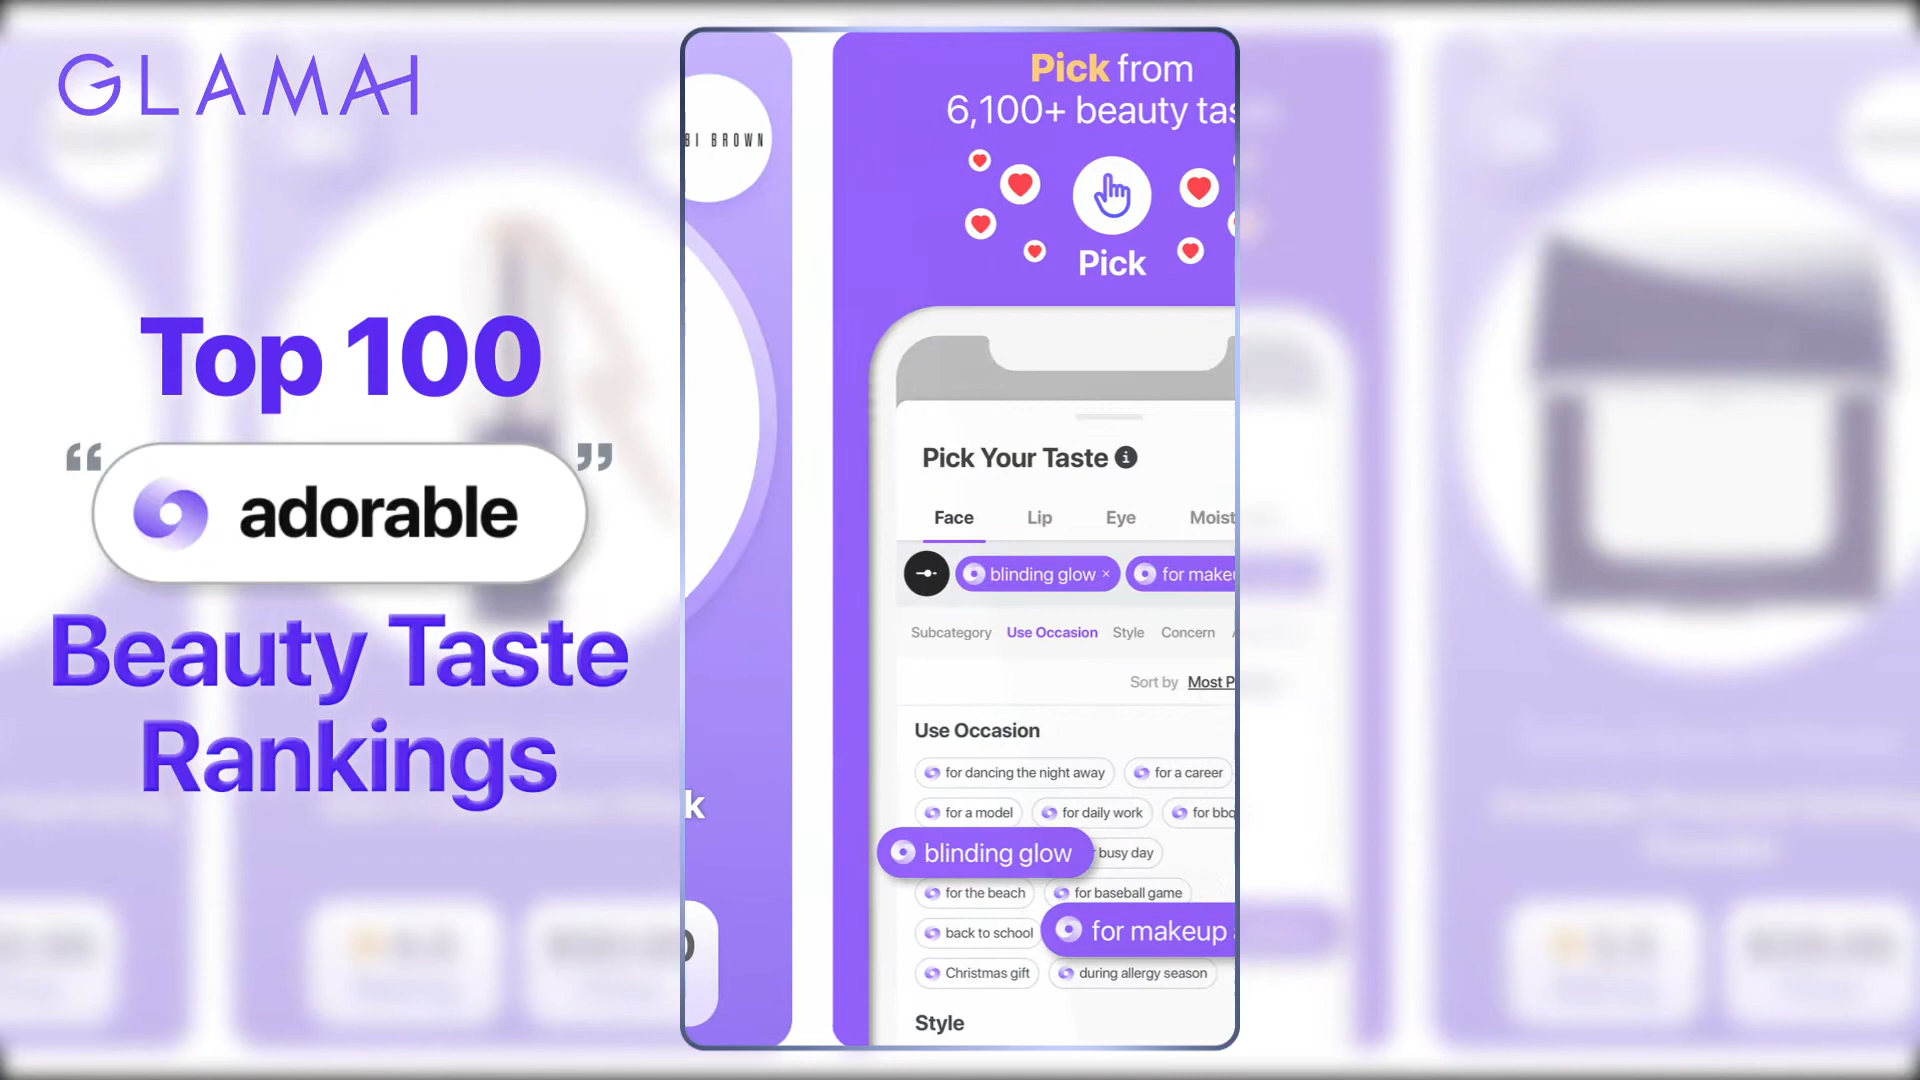 GLAMAI
Top 100
“ adorable ”
Beauty Taste
Rankings
BI BROWN
k
Pick from
6,100+ beauty tas
Pick
Pick Your Taste
Face Lip Eye Moist
blinding glow × for make
Subcategory Use Occasion Style Concern
Sort by Most P
Use Occasion
for dancing the night away for a career
for a model for daily work for bbq
blinding glow busy day
for the beach for baseball game
back to school for makeup
Christmas gift during allergy season
Style